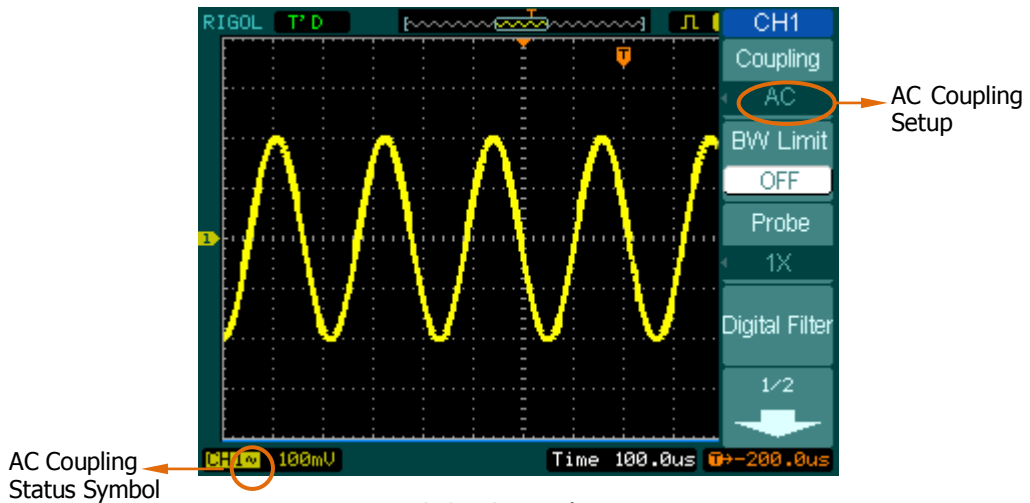 RIGOL T'D T CH1
Coupling
T
AC
AC Coupling
Setup
BW Limit
OFF
Probe
1
1X
Digital Filter
1/2
CH1~ 100mV Time 100.0us T→-200.0us
AC Coupling
Status Symbol